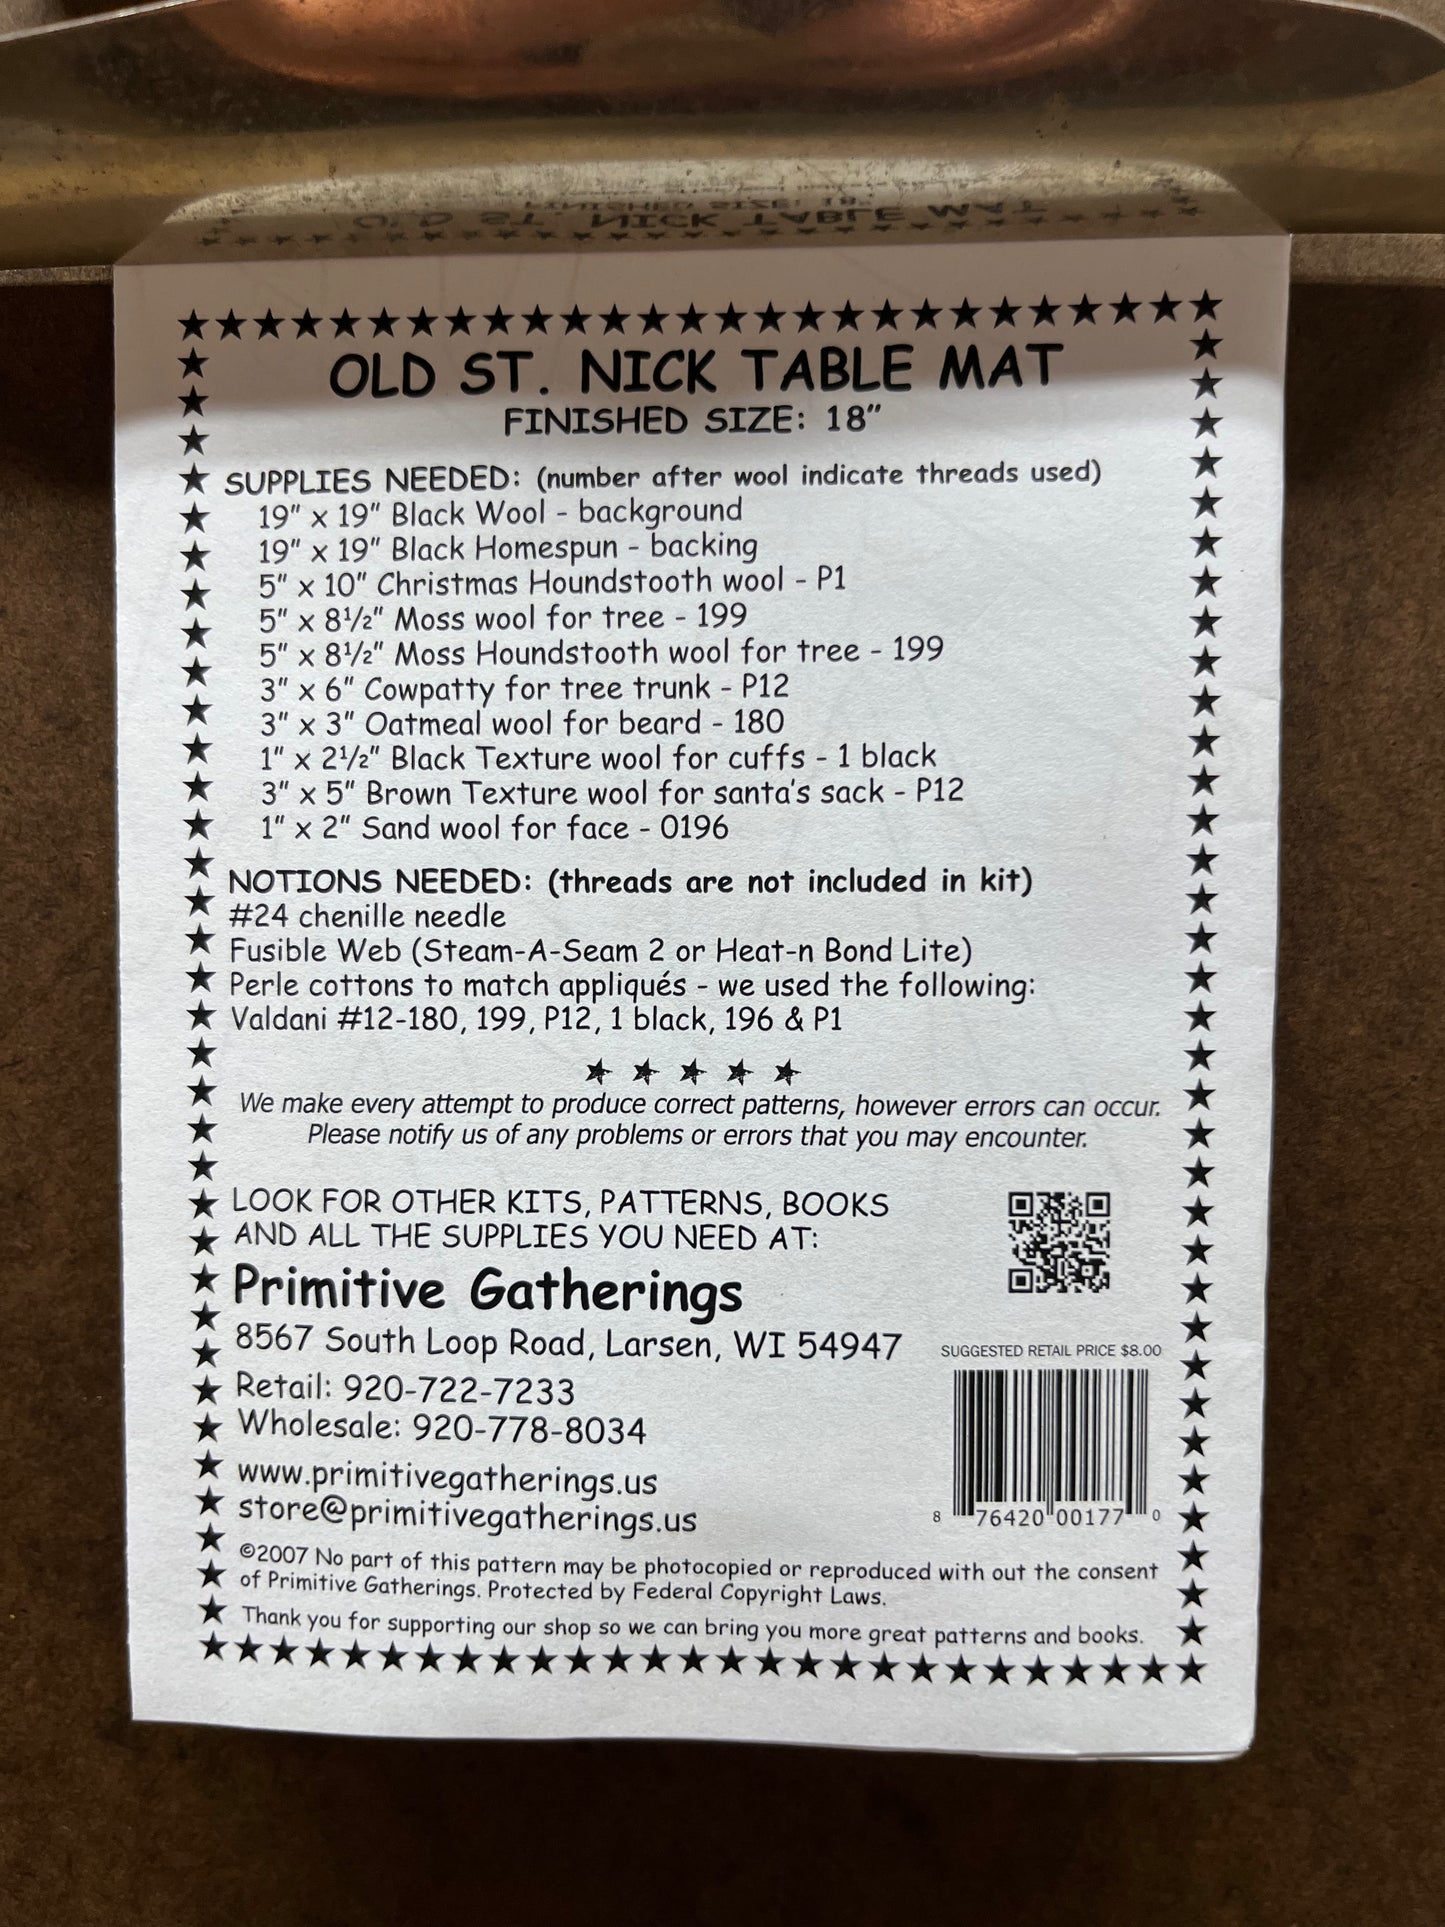 OLD ST. NICK TABLE MAT
FINISHED SIZE: 18"
SUPPLIES NEEDED: (number after wool indicate threads used)
19" x 19" Black Wool - background
19" x 19" Black Homespun - backing
5" x 10" Christmas Houndstooth wool - P1
5" x 8½" Moss wool for tree - 199
5" x 8½" Moss Houndstooth wool for tree - 199
3" x 6" Cowpatty for tree trunk - P12
3" x 3" Oatmeal wool for beard - 180
1" x 2½" Black Texture wool for cuffs - 1 black
3" x 5" Brown Texture wool for santa's sack - P12
1" x 2" Sand wool for face - O196
NOTIONS NEEDED: (threads are not included in kit)
#24 chenille needle
Fusible Web (Steam-A-Seam 2 or Heat-n Bond Lite)
Perle cottons to match appliqués - we used the following:
Valdani #12-180, 199, P12, 1 black, 196 & P1
We make every attempt to produce correct patterns, however errors can occur.
Please notify us of any problems or errors that you may encounter.
LOOK FOR OTHER KITS, PATTERNS, BOOKS
AND ALL THE SUPPLIES YOU NEED AT:
Primitive Gatherings
8567 South Loop Road, Larsen, WI 54947
Retail: 920-722-7233
Wholesale: 920-778-8034
www.primitivegatherings.us
store@primitivegatherings.us
SUGGESTED RETAIL PRICE $8.00
8 76420 00177 0
©2007 No part of this pattern may be photocopied or reproduced with out the consent
of Primitive Gatherings. Protected by Federal Copyright Laws.
Thank you for supporting our shop so we can bring you more great patterns and books.